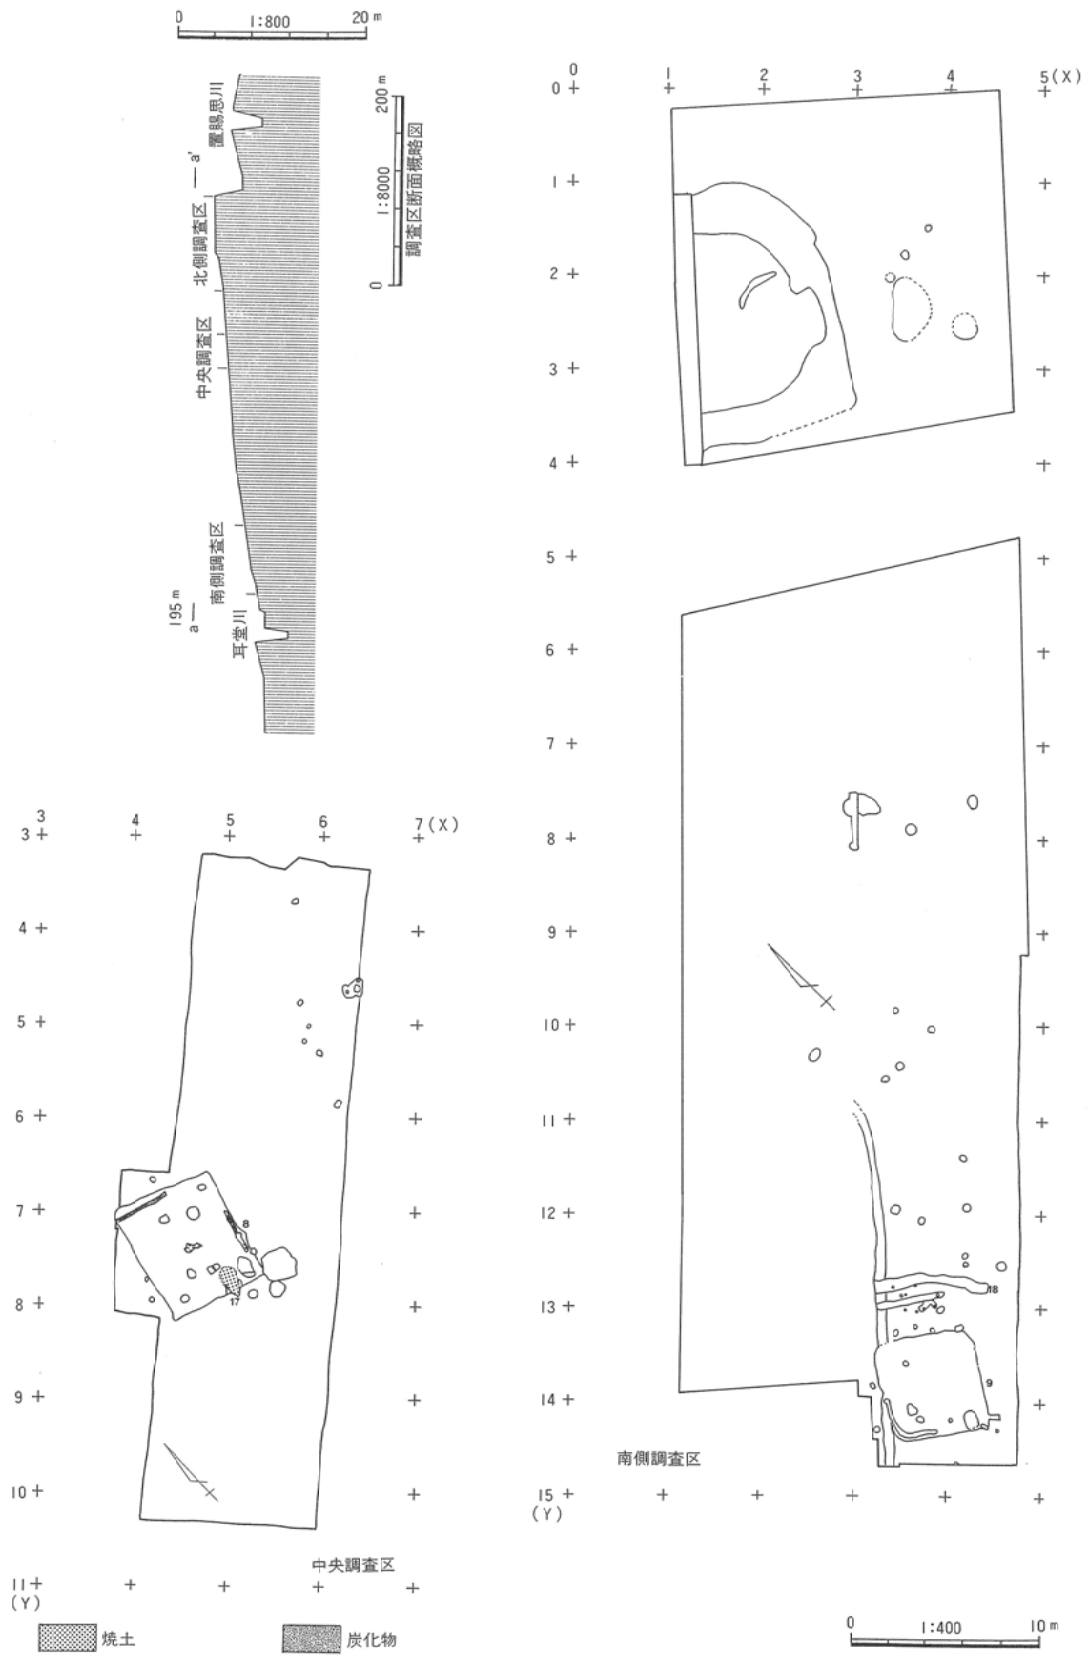 0 1:800 20 m
置賜思川
a'
北側調査区
中央調査区
南側調査区
195 m
a
耳堂川
0 1:8000 200 m
調査区断面概略区
0 1 2 3 4 5(X)
0
1
2
3
4
5
6
7
8
9
10
11
12
13
14
15
(Y)
18
9
南側調査区
3 4 5 6 7(X)
3
4
5
6
7
8
9
10
11
(Y)
8
17
中央調査区
焼土
炭化物
0 1:400 10 m